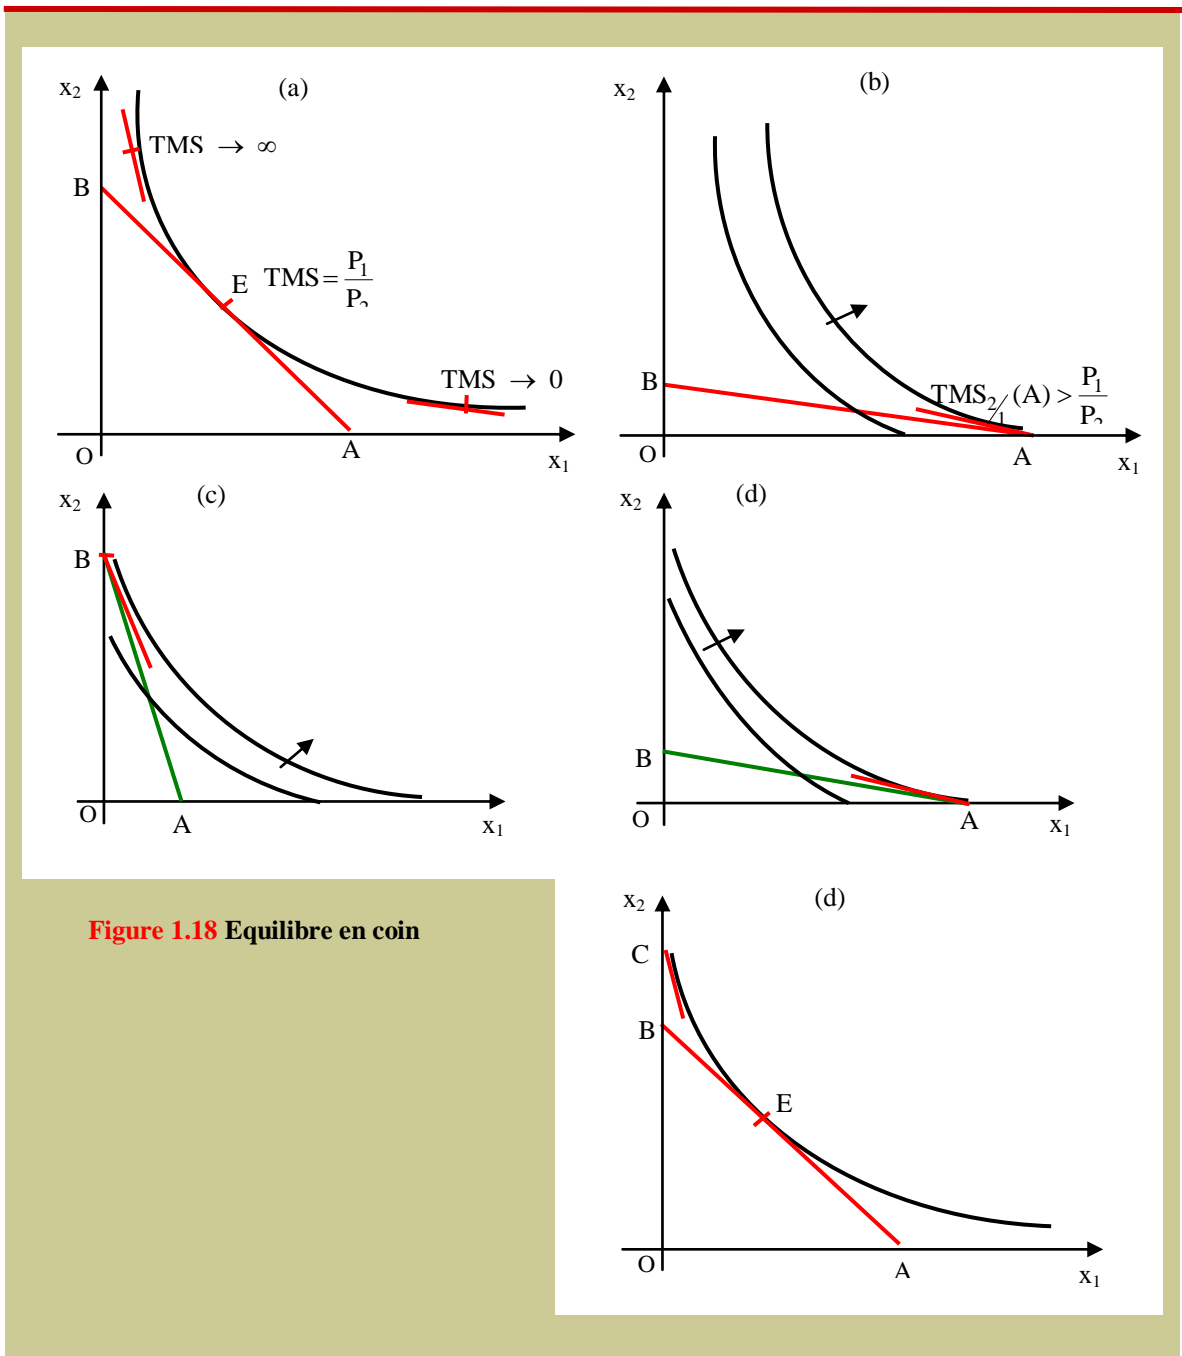 (a)
x2
TMS → ∞
B
E TMS = P1/P2
TMS → 0
O
A
x1
(b)
x2
B
TMS2/1 (A) > P1/P2
O
A
x1
(c)
x2
B
O
A
x1
(d)
x2
B
O
A
x1
Figure 1.18 Equilibre en coin
(d)
x2
C
B
E
O
A
x1